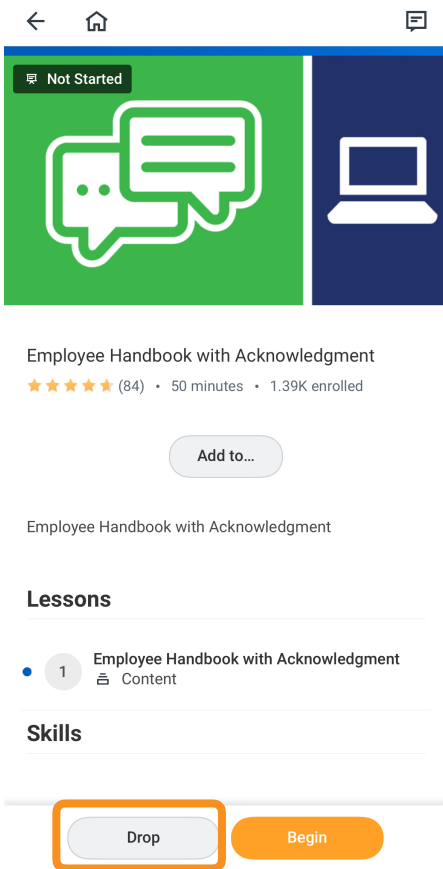 Not Started
Employee Handbook with Acknowledgment
(84) • 50 minutes • 1.39K enrolled
Add to...
Employee Handbook with Acknowledgment
Lessons
1
Employee Handbook with Acknowledgment
Content
Skills
Drop
Begin